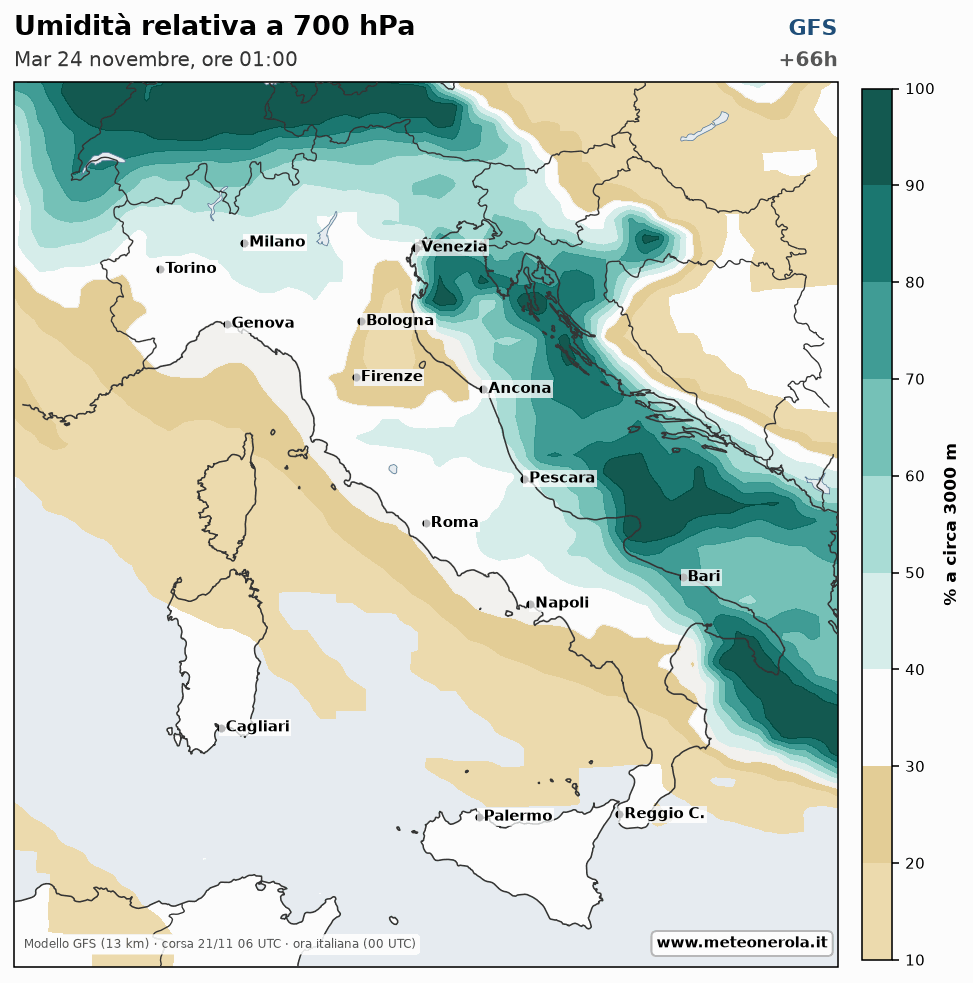 Umidità relativa a 700 hPa
GFS
Mar 24 novembre, ore 01:00
+66h
Milano
Venezia
Torino
Genova
Bologna
Firenze
Ancona
Pescara
Roma
Bari
Napoli
Cagliari
Palermo
Reggio C.
100
90
80
70
60
50
40
30
20
10
% a circa 3000 m
Modello GFS (13 km) · corsa 21/11 06 UTC · ora italiana (00 UTC)
www.meteonerola.it